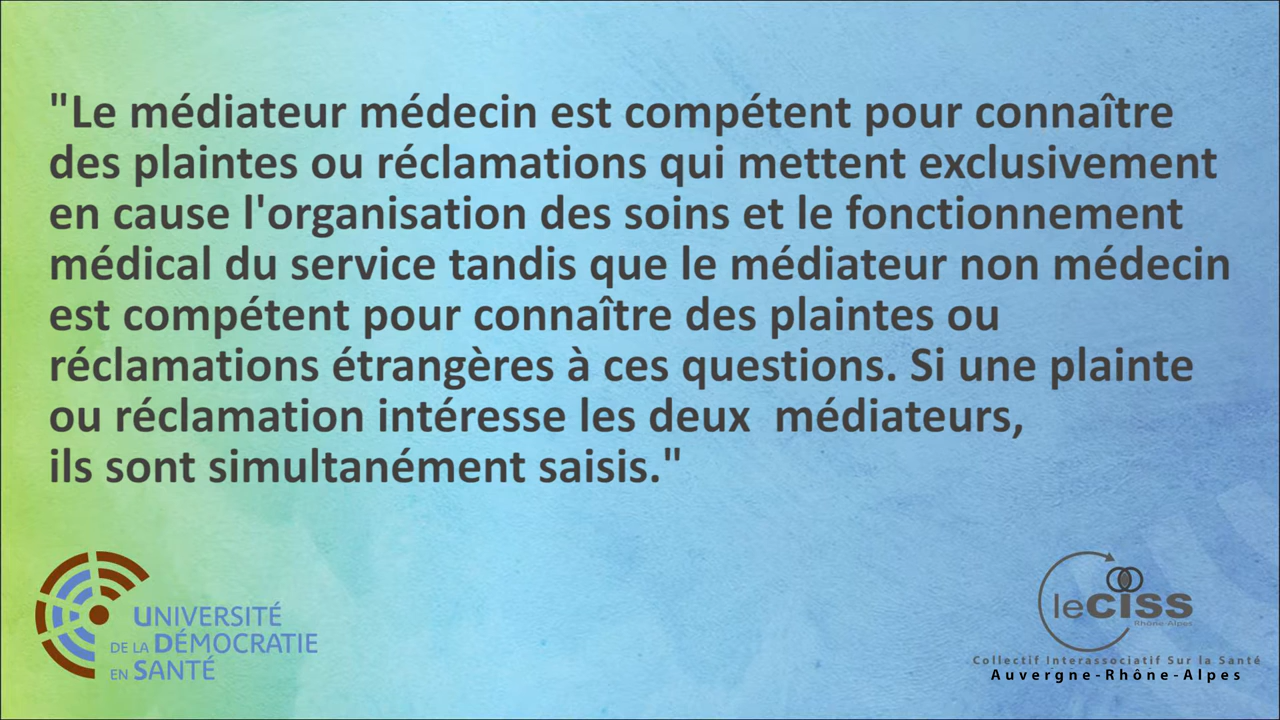 "Le médiateur médecin est compétent pour connaître
des plaintes ou réclamations qui mettent exclusivement
en cause l'organisation des soins et le fonctionnement
médical du service tandis que le médiateur non médecin
est compétent pour connaître des plaintes ou
réclamations étrangères à ces questions. Si une plainte
ou réclamation intéresse les deux  médiateurs,
ils sont simultanément saisis."
UNIVERSITÉ
DE LA DÉMOCRATIE
EN SANTÉ
leciss
Rhône-Alpes
Collectif Interassociatif Sur la Santé
Auvergne-Rhône-Alpes